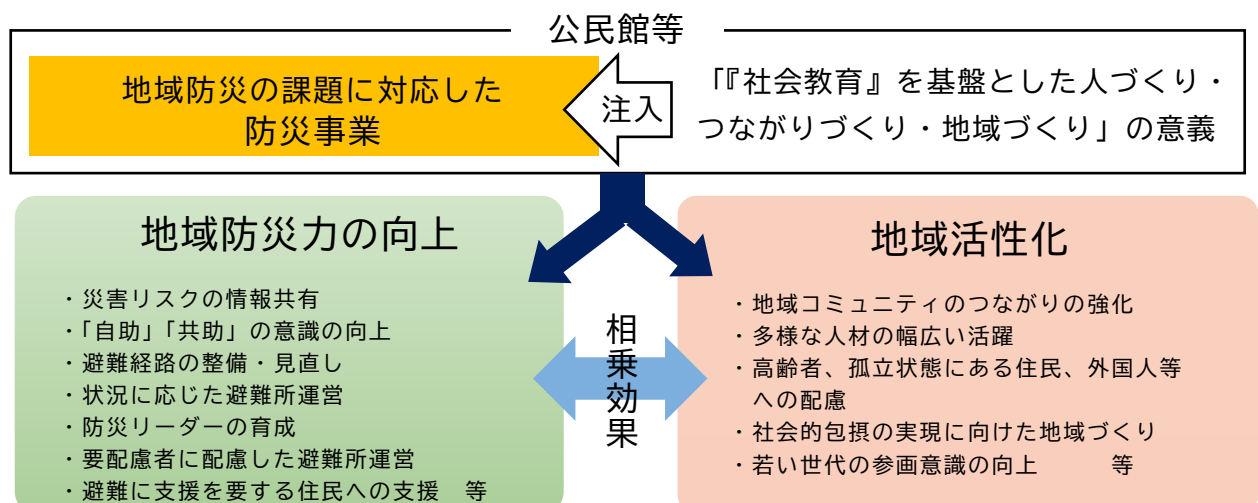 公民館等
地域防災の課題に対応した
防災事業
注入
「『社会教育』を基盤とした人づくり・
つながりづくり・地域づくり」の意義
地域防災力の向上
・災害リスクの情報共有
・「自助」「共助」の意識の向上
・避難経路の整備・見直し
・状況に応じた避難所運営
・防災リーダーの育成
・要配慮者に配慮した避難所運営
・避難に支援を要する住民への支援　等
相乗効果
地域活性化
・地域コミュニティのつながりの強化
・多様な人材の幅広い活躍
・高齢者、孤立状態にある住民、外国人等
への配慮
・社会的包摂の実現に向けた地域づくり
・若い世代の参画意識の向上　　　等